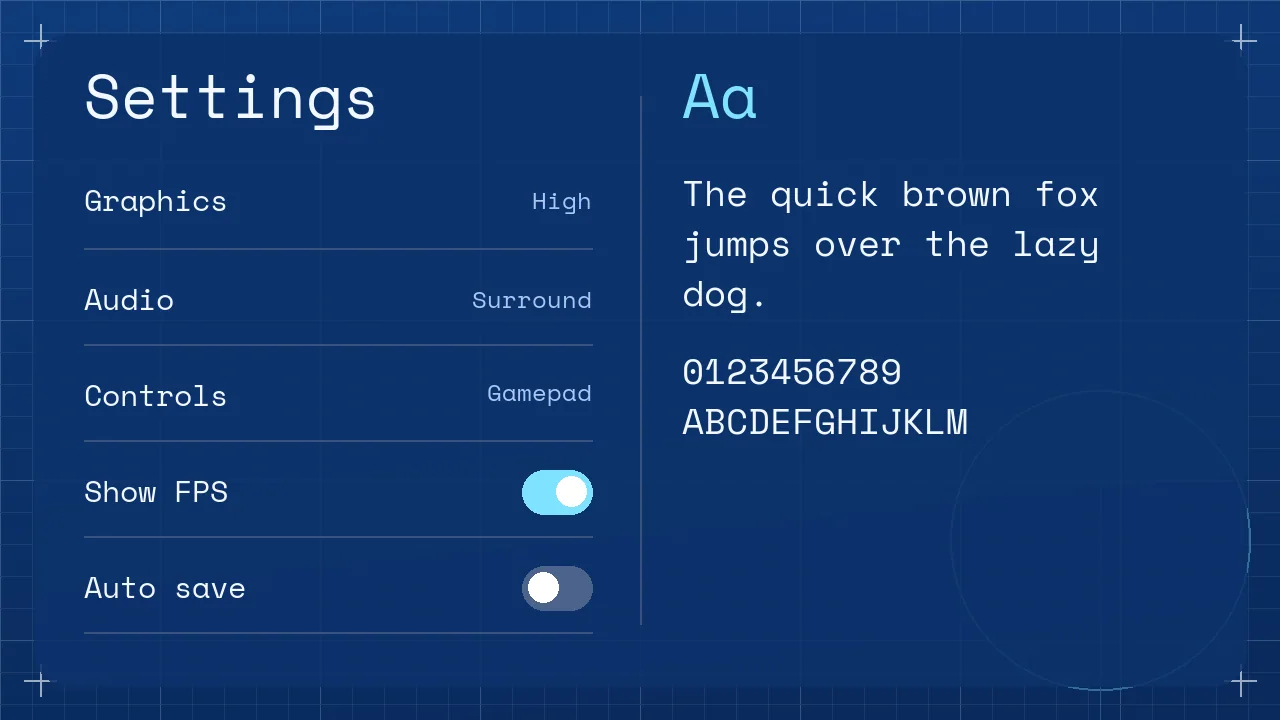 Settings
Graphics High
Audio Surround
Controls Gamepad
Show FPS
Auto save
Aa
The quick brown fox
jumps over the lazy
dog.
0123456789
ABCDEFGHIJKLM